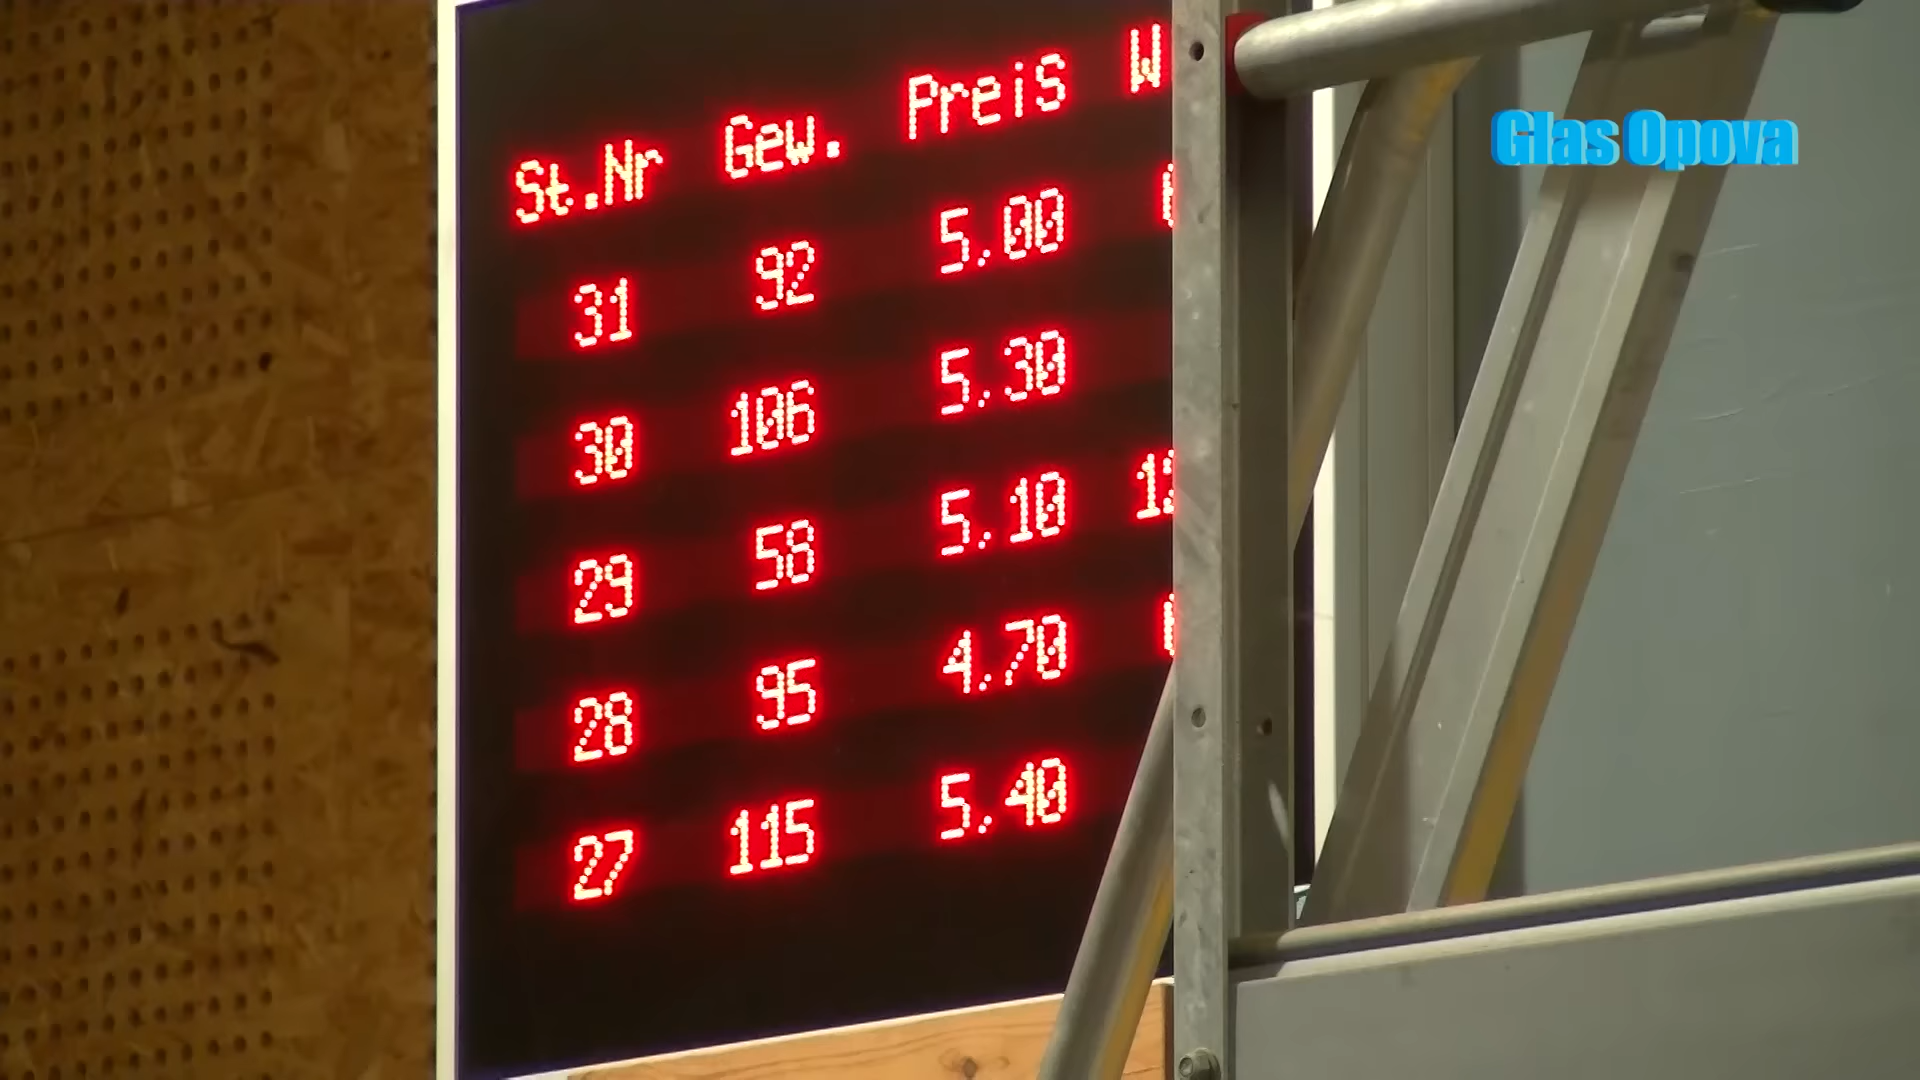 Glas Opova
St.Nr Gew. Preis W
31 92 5,00
30 106 5,30
29 58 5,10
28 95 4,70
27 115 5,40